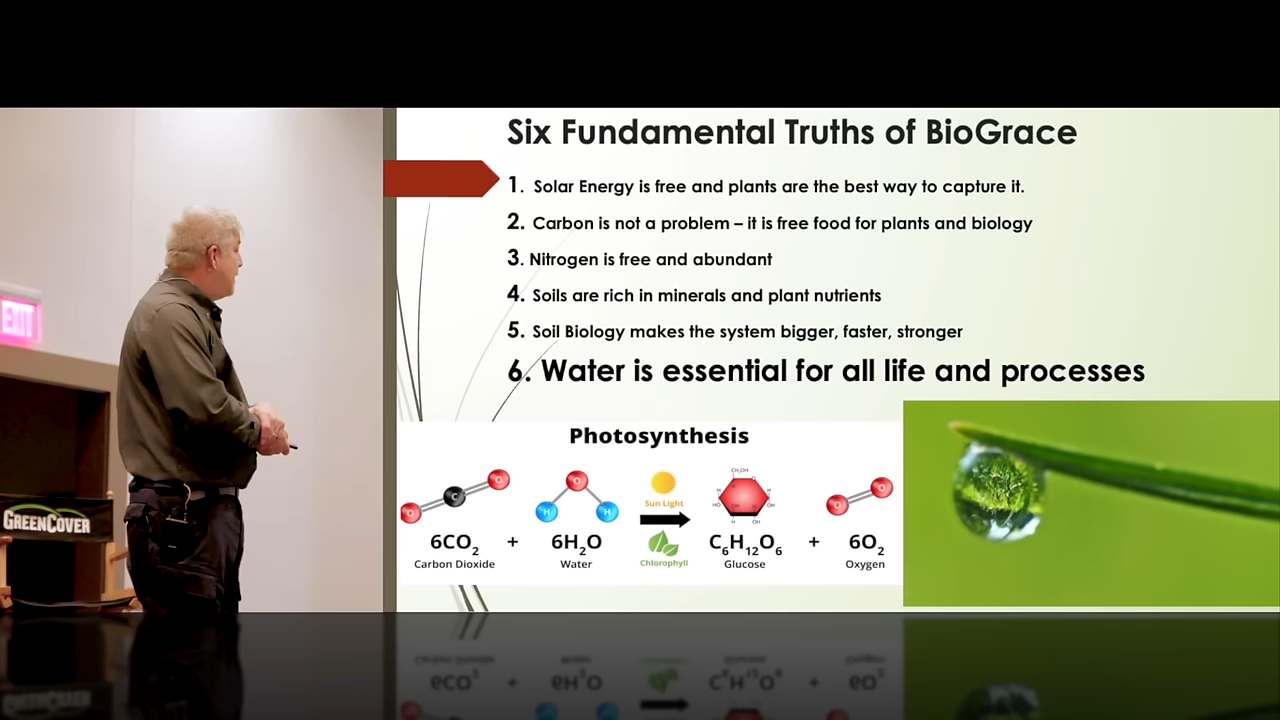 Six Fundamental Truths of BioGrace
1. Solar Energy is free and plants are the best way to capture it.
2. Carbon is not a problem – it is free food for plants and biology
3. Nitrogen is free and abundant
4. Soils are rich in minerals and plant nutrients
5. Soil Biology makes the system bigger, faster, stronger
6. Water is essential for all life and processes
EXIT
GREENCOVER
Photosynthesis
O C O
O H H
Sun Light
CH₂OH
H O H H HO OH H OH
O O
6CO₂ + 6H₂O C₆H₁₂O₆ + 6O₂
Carbon Dioxide Water Chlorophyll Glucose Oxygen